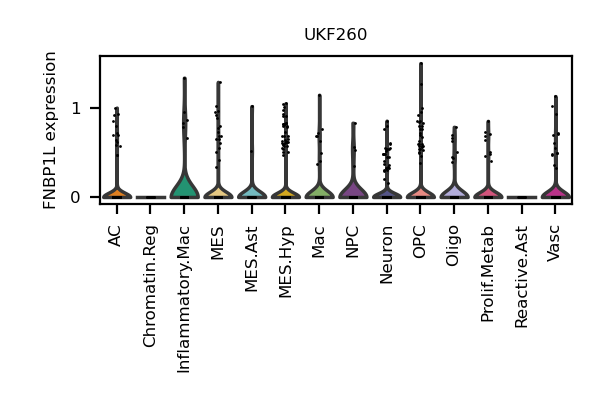 UKF260
FNBP1L expression
1
0
AC
Chromatin.Reg
Inflammatory.Mac
MES
MES.Ast
MES.Hyp
Mac
NPC
Neuron
OPC
Oligo
Prolif.Metab
Reactive.Ast
Vasc